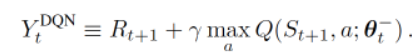 Y_t^{DQN} ≡ R_{t+1} + γ max_a Q(S_{t+1}, a; θ_t^-) .